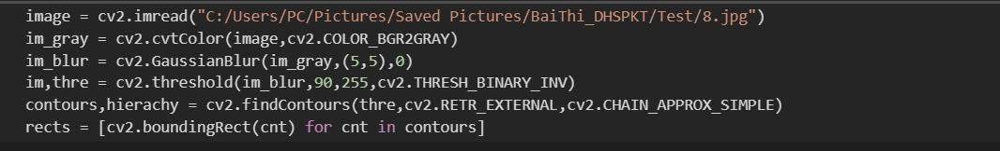 image = cv2.imread("C:/Users/PC/Pictures/Saved Pictures/BaiThi_DHSPKT/Test/8.jpg")
im_gray = cv2.cvtColor(image,cv2.COLOR_BGR2GRAY)
im_blur = cv2.GaussianBlur(im_gray,(5,5),0)
im,thre = cv2.threshold(im_blur,90,255,cv2.THRESH_BINARY_INV)
contours,hierachy = cv2.findContours(thre,cv2.RETR_EXTERNAL,cv2.CHAIN_APPROX_SIMPLE)
rects = [cv2.boundingRect(cnt) for cnt in contours]